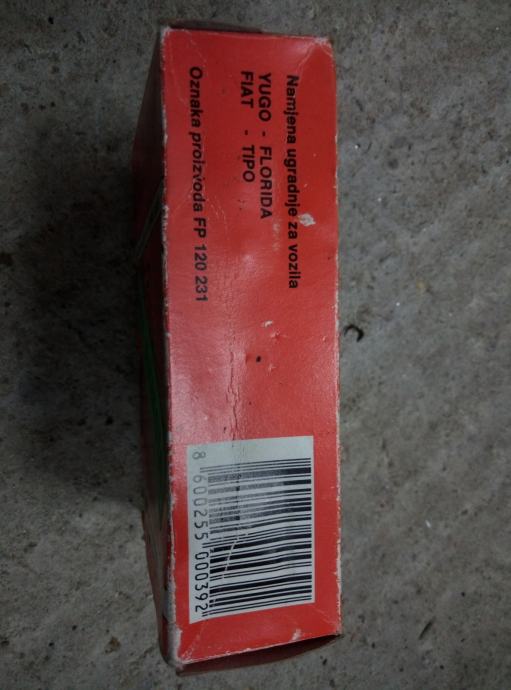 Namjena ugradnje za vozila
YUGO - FLORIDA
FIAT - TIPO
Oznaka proizvoda FP 120 231
8 600255 000392